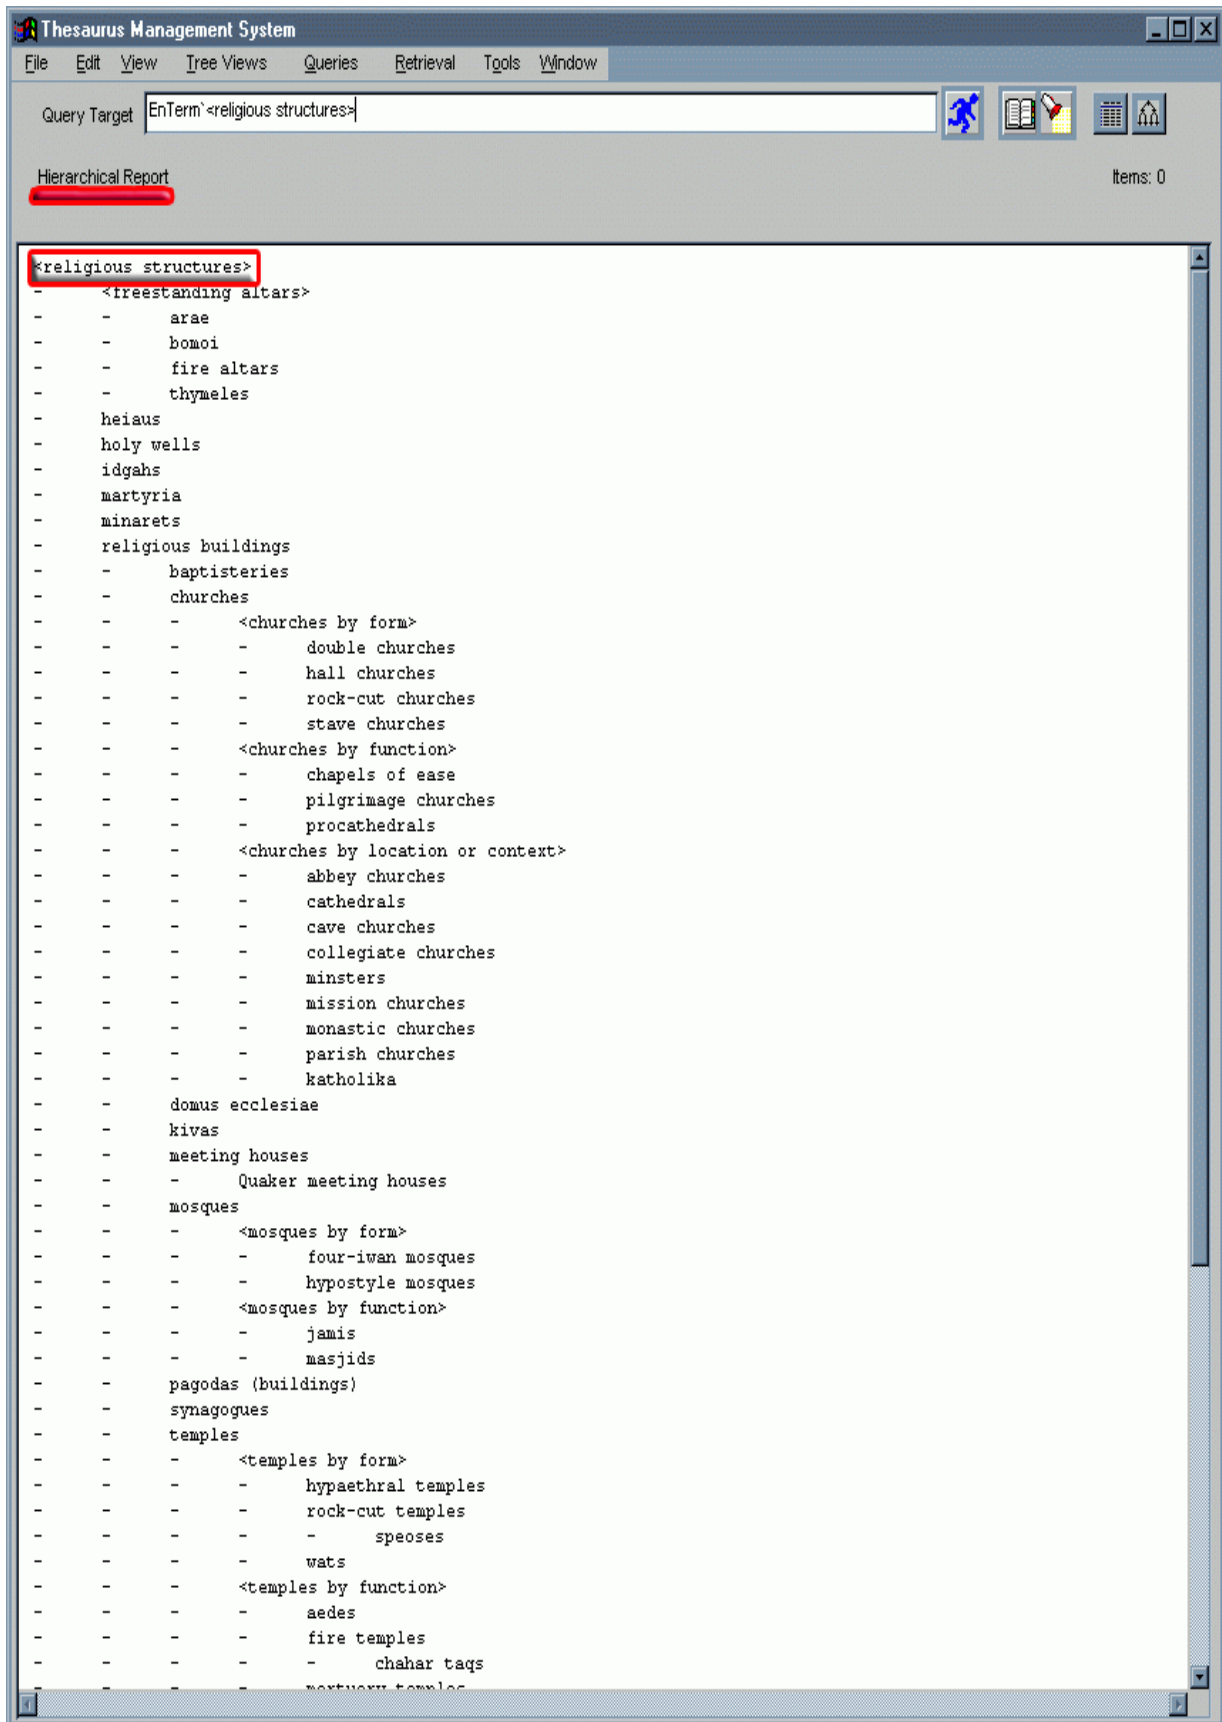 Thesaurus Management System
File Edit View Tree Views Queries Retrieval Tools Window
Query Target EnTerm`<religious structures>
Hierarchical Report Items: 0
<religious structures>
- <freestanding altars>
- - arae
- - bomoi
- - fire altars
- - thymeles
- heiaus
- holy wells
- idgahs
- martyria
- minarets
- religious buildings
- - baptisteries
- - churches
- - - <churches by form>
- - - - double churches
- - - - hall churches
- - - - rock-cut churches
- - - - stave churches
- - - <churches by function>
- - - - chapels of ease
- - - - pilgrimage churches
- - - - procathedrals
- - - <churches by location or context>
- - - - abbey churches
- - - - cathedrals
- - - - cave churches
- - - - collegiate churches
- - - - minsters
- - - - mission churches
- - - - monastic churches
- - - - parish churches
- - - - katholika
- - domus ecclesiae
- - kivas
- - meeting houses
- - - Quaker meeting houses
- - mosques
- - - <mosques by form>
- - - - four-iwan mosques
- - - - hypostyle mosques
- - - <mosques by function>
- - - - jamis
- - - - masjids
- - pagodas (buildings)
- - synagogues
- - temples
- - - <temples by form>
- - - - hypaethral temples
- - - - rock-cut temples
- - - - - speoses
- - - - wats
- - - <temples by function>
- - - - aedes
- - - - fire temples
- - - - - chahar taqs
- - - - mortuary temples